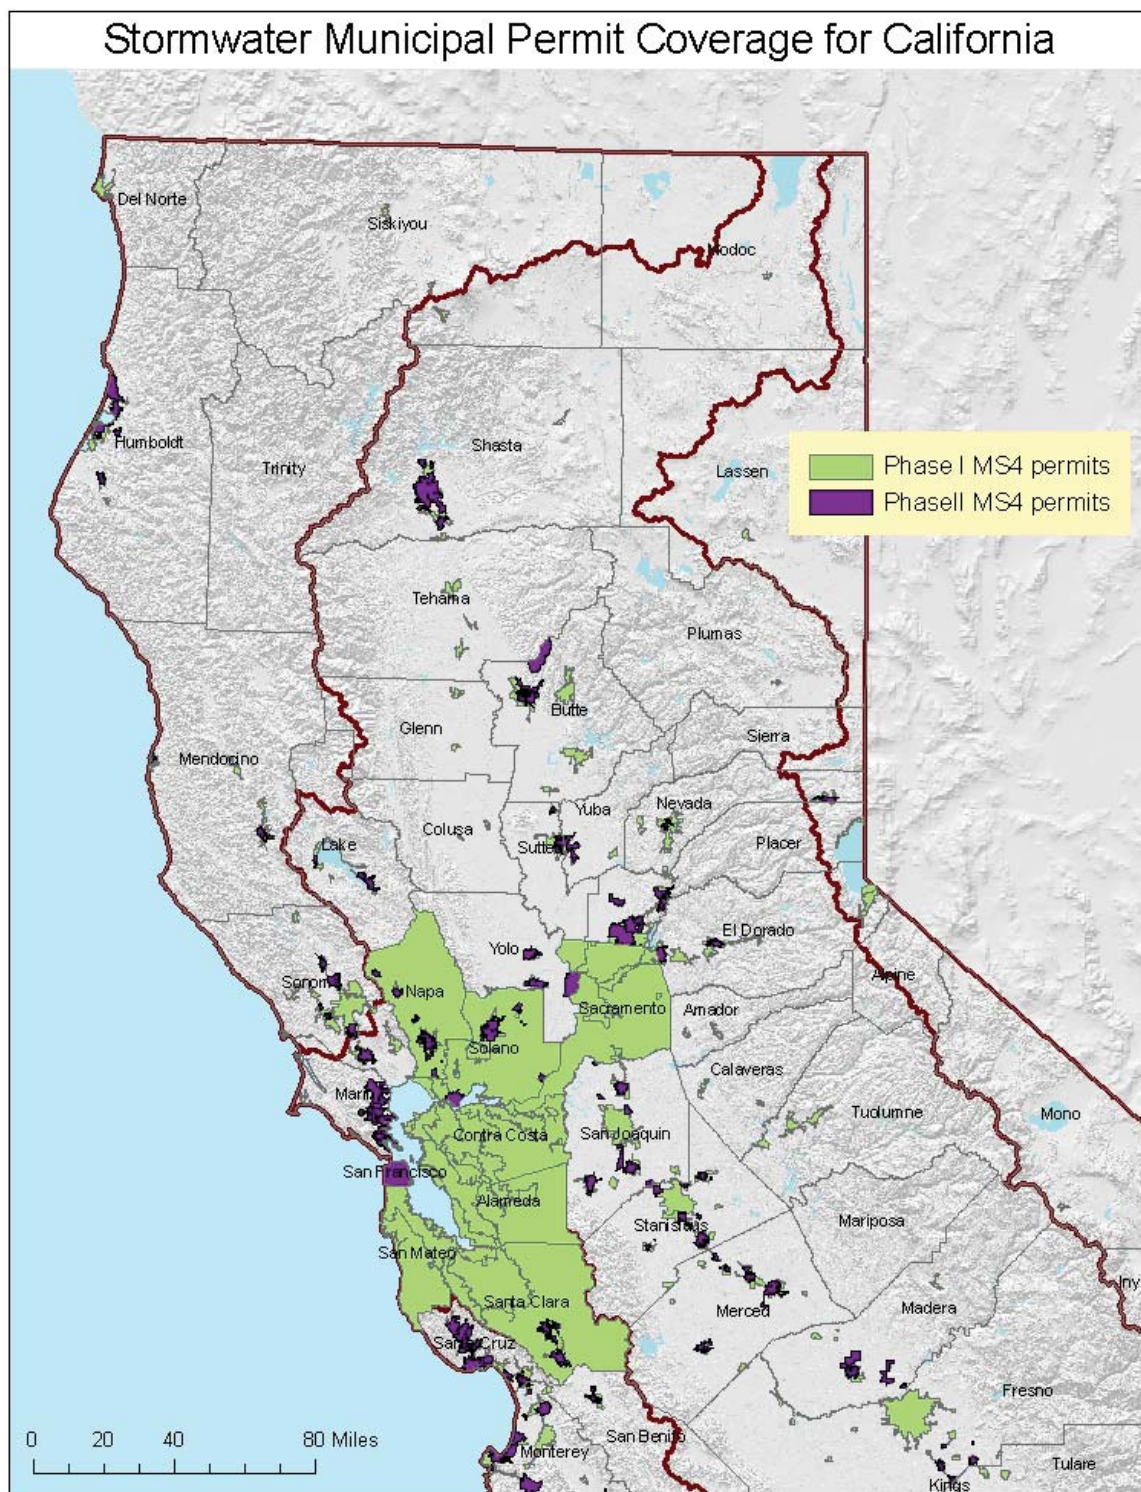 Stormwater Municipal Permit Coverage for California
Del Norte
Siskiyou
Modoc
Humboldt
Trinity
Shasta
Lassen
Phase I MS4 permits
PhaseII MS4 permits
Tehama
Plumas
Glenn
Butte
Sierra
Mendocino
Colusa
Yuba
Nevada
Lake
Sutter
Placer
Yolo
El Dorado
Sonoma
Napa
Sacramento
Amador
Alpine
Solano
Marin
Calaveras
Contra Costa
San Joaquin
Tuolumne
Mono
San Francisco
Alameda
Stanislaus
Mariposa
San Mateo
Santa Clara
Merced
Madera
Iny
Santa Cruz
Fresno
San Benito
Monterey
Tulare
Kings
0 20 40 80 Miles